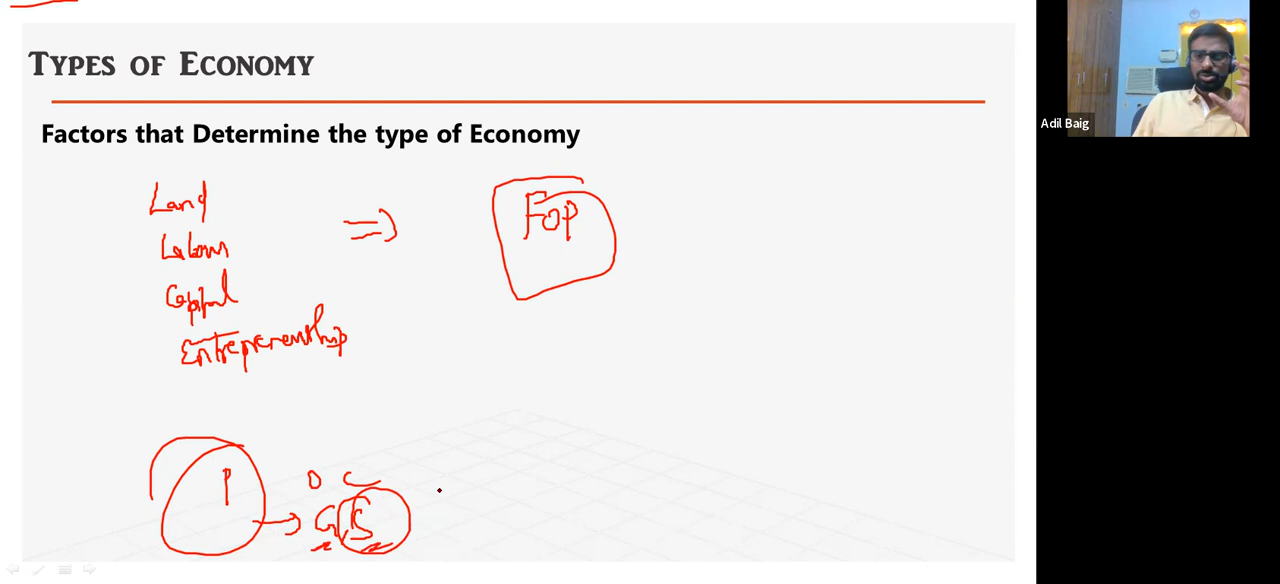 Types of Economy
Factors that Determine the type of Economy
Land
Labour
Capital
Entrepreneurship
⇒ FOP
P
D C
→ G, S
Adil Baig